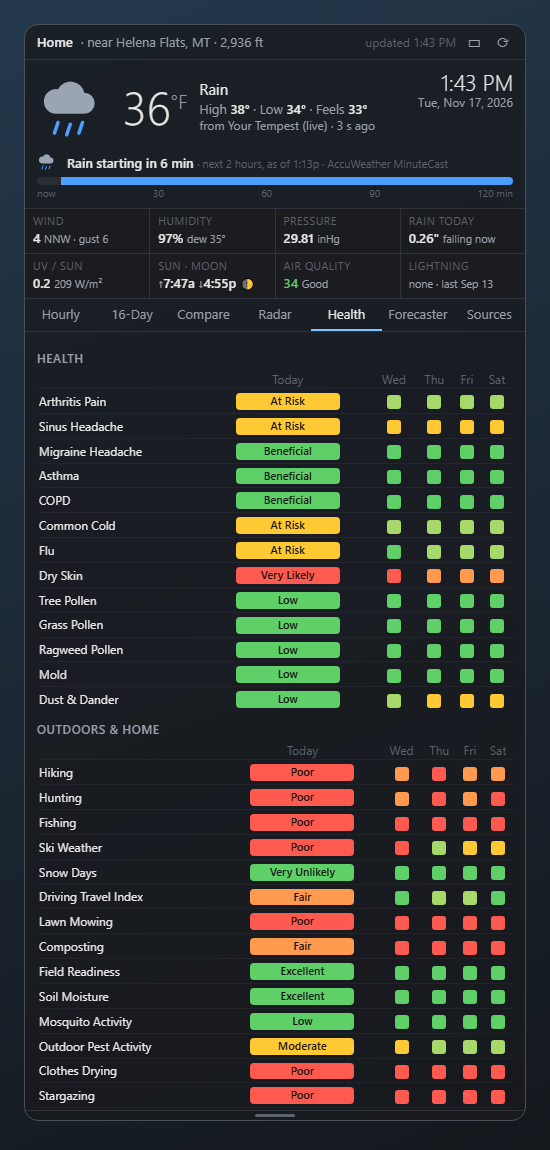 Home · near Helena Flats, MT · 2,936 ft updated 1:43 PM
36°F
Rain
High 38° · Low 34° · Feels 33°
from Your Tempest (live) · 3 s ago
1:43 PM
Tue, Nov 17, 2026
Rain starting in 6 min · next 2 hours, as of 1:13p · AccuWeather MinuteCast
now 30 60 90 120 min
WIND HUMIDITY PRESSURE RAIN TODAY
4 NNW · gust 6 97% dew 35° 29.81 inHg 0.26" falling now
UV / SUN SUN · MOON AIR QUALITY LIGHTNING
0.2 209 W/m² ↑7:47a ↓4:55p 34 Good none · last Sep 13
Hourly 16-Day Compare Radar Health Forecaster Sources
HEALTH
Today Wed Thu Fri Sat
Arthritis Pain At Risk
Sinus Headache At Risk
Migraine Headache Beneficial
Asthma Beneficial
COPD Beneficial
Common Cold At Risk
Flu At Risk
Dry Skin Very Likely
Tree Pollen Low
Grass Pollen Low
Ragweed Pollen Low
Mold Low
Dust & Dander Low
OUTDOORS & HOME
Today Wed Thu Fri Sat
Hiking Poor
Hunting Poor
Fishing Poor
Ski Weather Poor
Snow Days Very Unlikely
Driving Travel Index Fair
Lawn Mowing Poor
Composting Fair
Field Readiness Excellent
Soil Moisture Excellent
Mosquito Activity Low
Outdoor Pest Activity Moderate
Clothes Drying Poor
Stargazing Poor